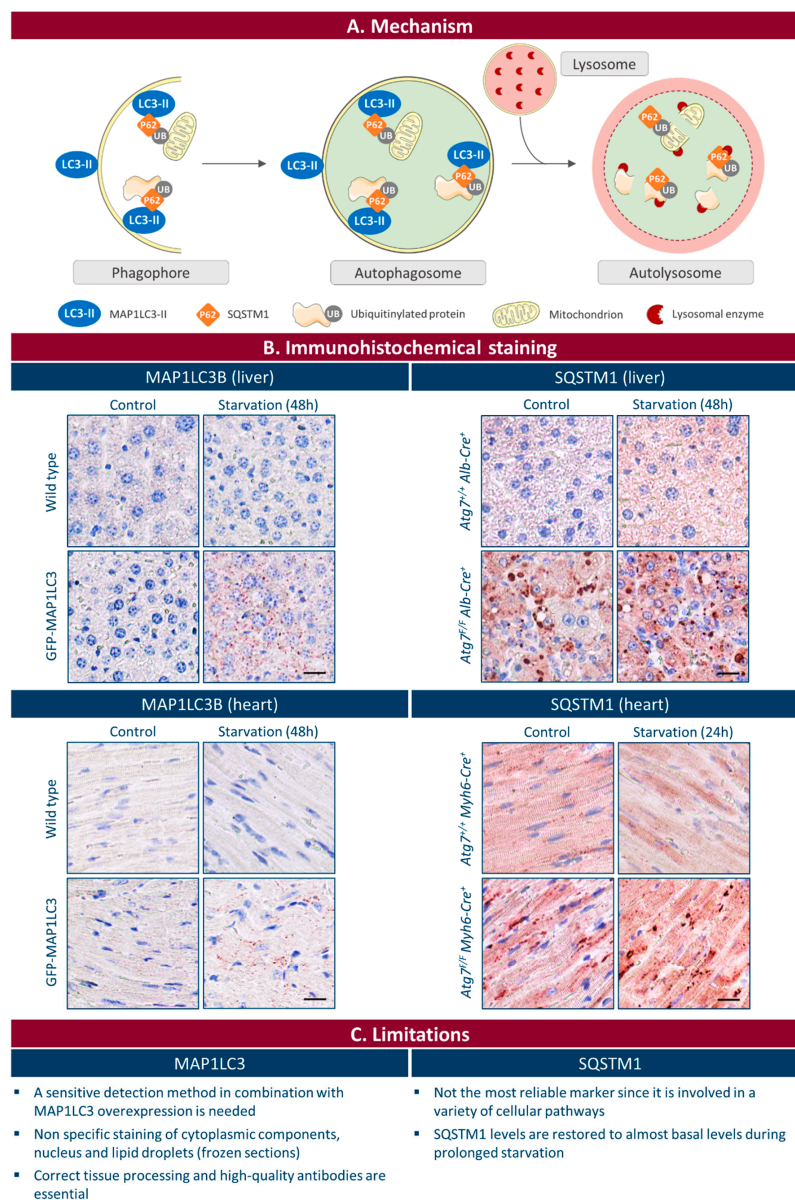 A. Mechanism
LC3-II
P62
UB
LC3-II
UB
P62
LC3-II
Phagophore
LC3-II
P62
UB
LC3-II
LC3-II
P62
UB
UB
P62
LC3-II
Autophagosome
Lysosome
P62
UB
P62
UB
P62
UB
Autolysosome
LC3-II MAP1LC3-II
P62 SQSTM1
UB Ubiquitinylated protein
Mitochondrion
Lysosomal enzyme
B. Immunohistochemical staining
MAP1LC3B (liver)
Control Starvation (48h)
Wild type
GFP-MAP1LC3
SQSTM1 (liver)
Control Starvation (48h)
Atg7+/+ Alb-Cre+
Atg7F/F Alb-Cre+
MAP1LC3B (heart)
Control Starvation (48h)
Wild type
GFP-MAP1LC3
SQSTM1 (heart)
Control Starvation (24h)
Atg7+/+ Myh6-Cre+
Atg7F/F Myh6-Cre+
C. Limitations
MAP1LC3
▪ A sensitive detection method in combination with
MAP1LC3 overexpression is needed
▪ Non specific staining of cytoplasmic components,
nucleus and lipid droplets (frozen sections)
▪ Correct tissue processing and high-quality antibodies are
essential
SQSTM1
▪ Not the most reliable marker since it is involved in a
variety of cellular pathways
▪ SQSTM1 levels are restored to almost basal levels during
prolonged starvation